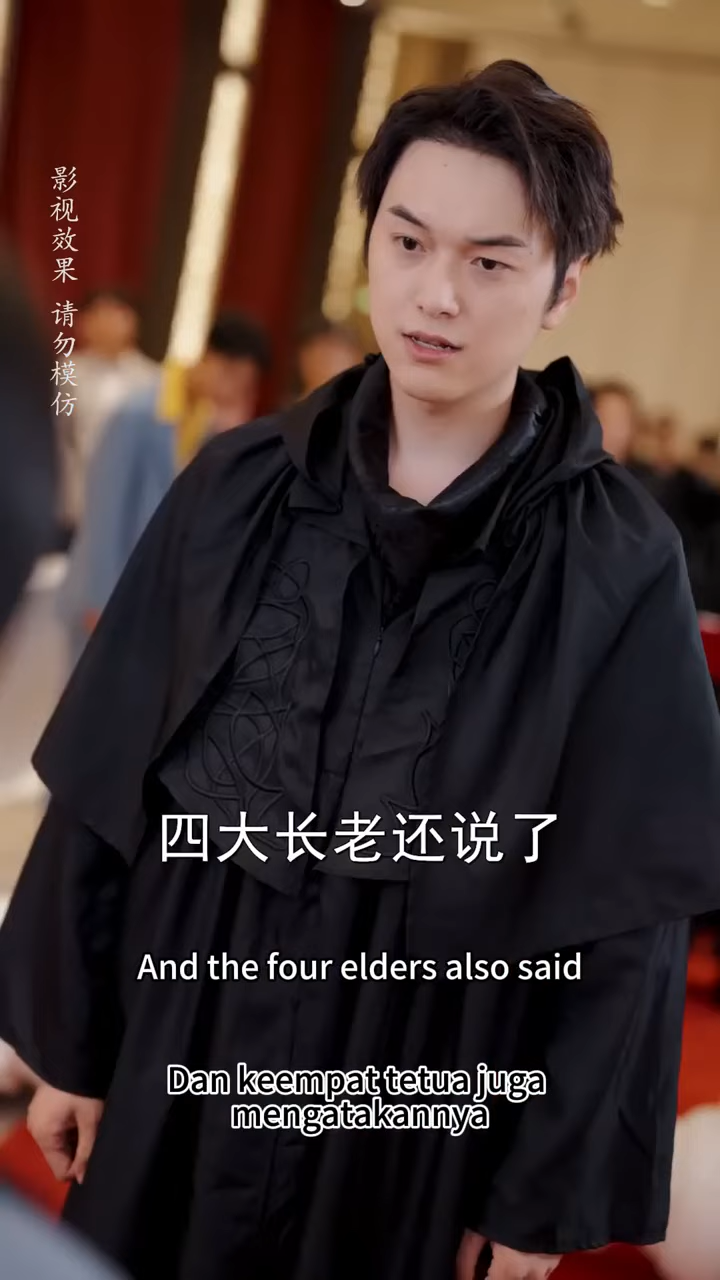 影视效果 请勿模仿
四大长老还说了
And the four elders also said
Dan keempat tetua juga
mengatakannya